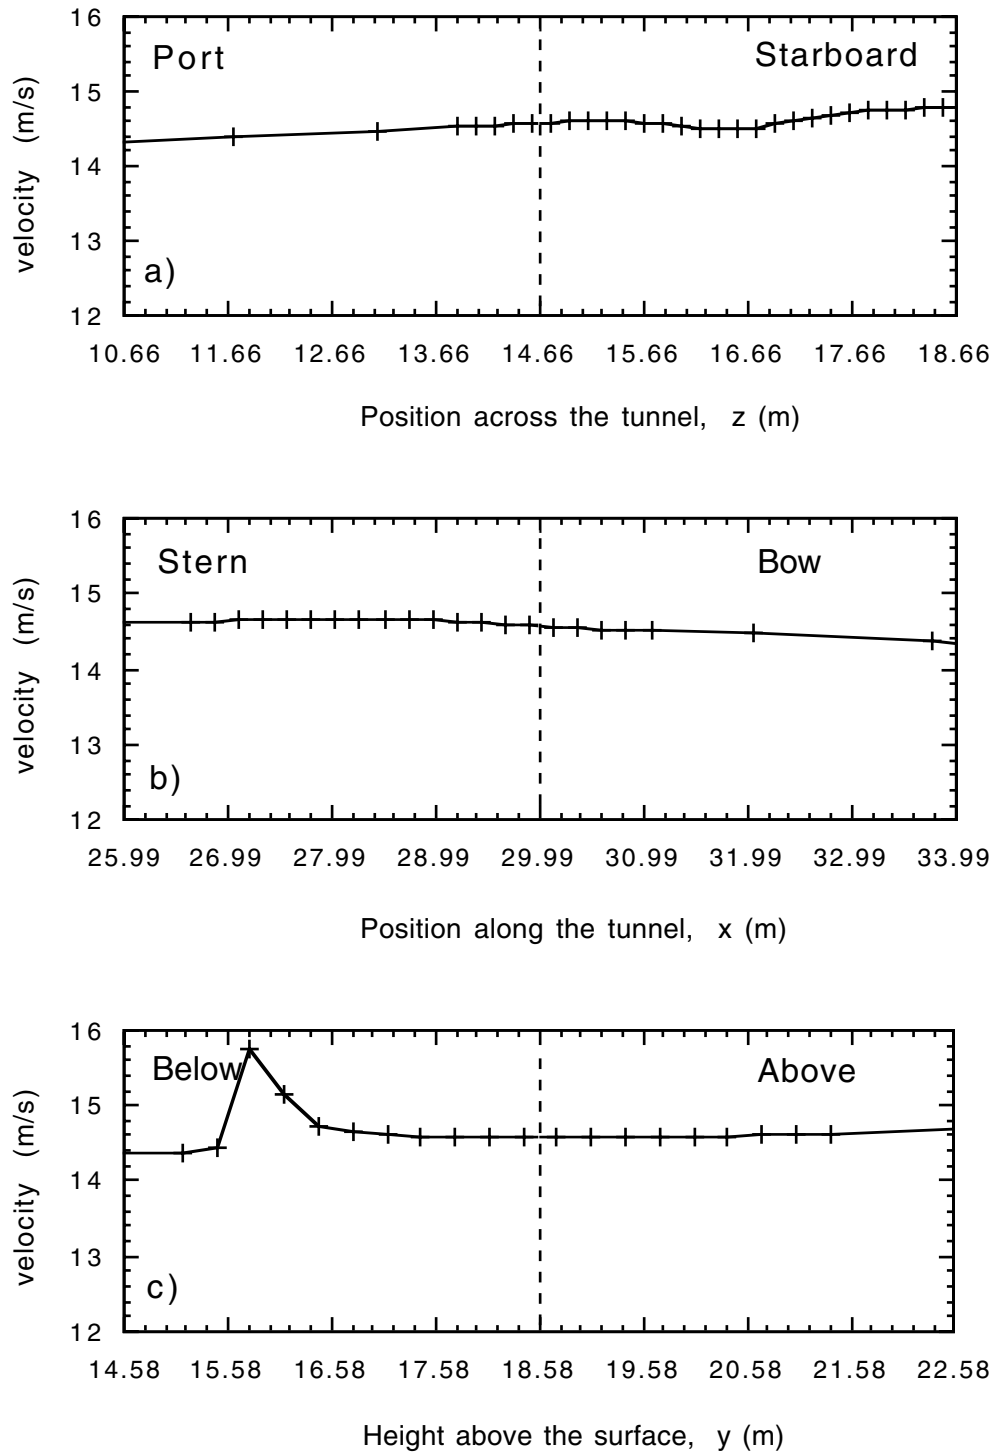 16
Port Starboard
15
14
13
a)
12
velocity (m/s)
10.66 11.66 12.66 13.66 14.66 15.66 16.66 17.66 18.66
Position across the tunnel, z (m)
16
Stern Bow
15
14
13
b)
12
velocity (m/s)
25.99 26.99 27.99 28.99 29.99 30.99 31.99 32.99 33.99
Position along the tunnel, x (m)
16
Below Above
15
14
13
c)
12
velocity (m/s)
14.58 15.58 16.58 17.58 18.58 19.58 20.58 21.58 22.58
Height above the surface, y (m)